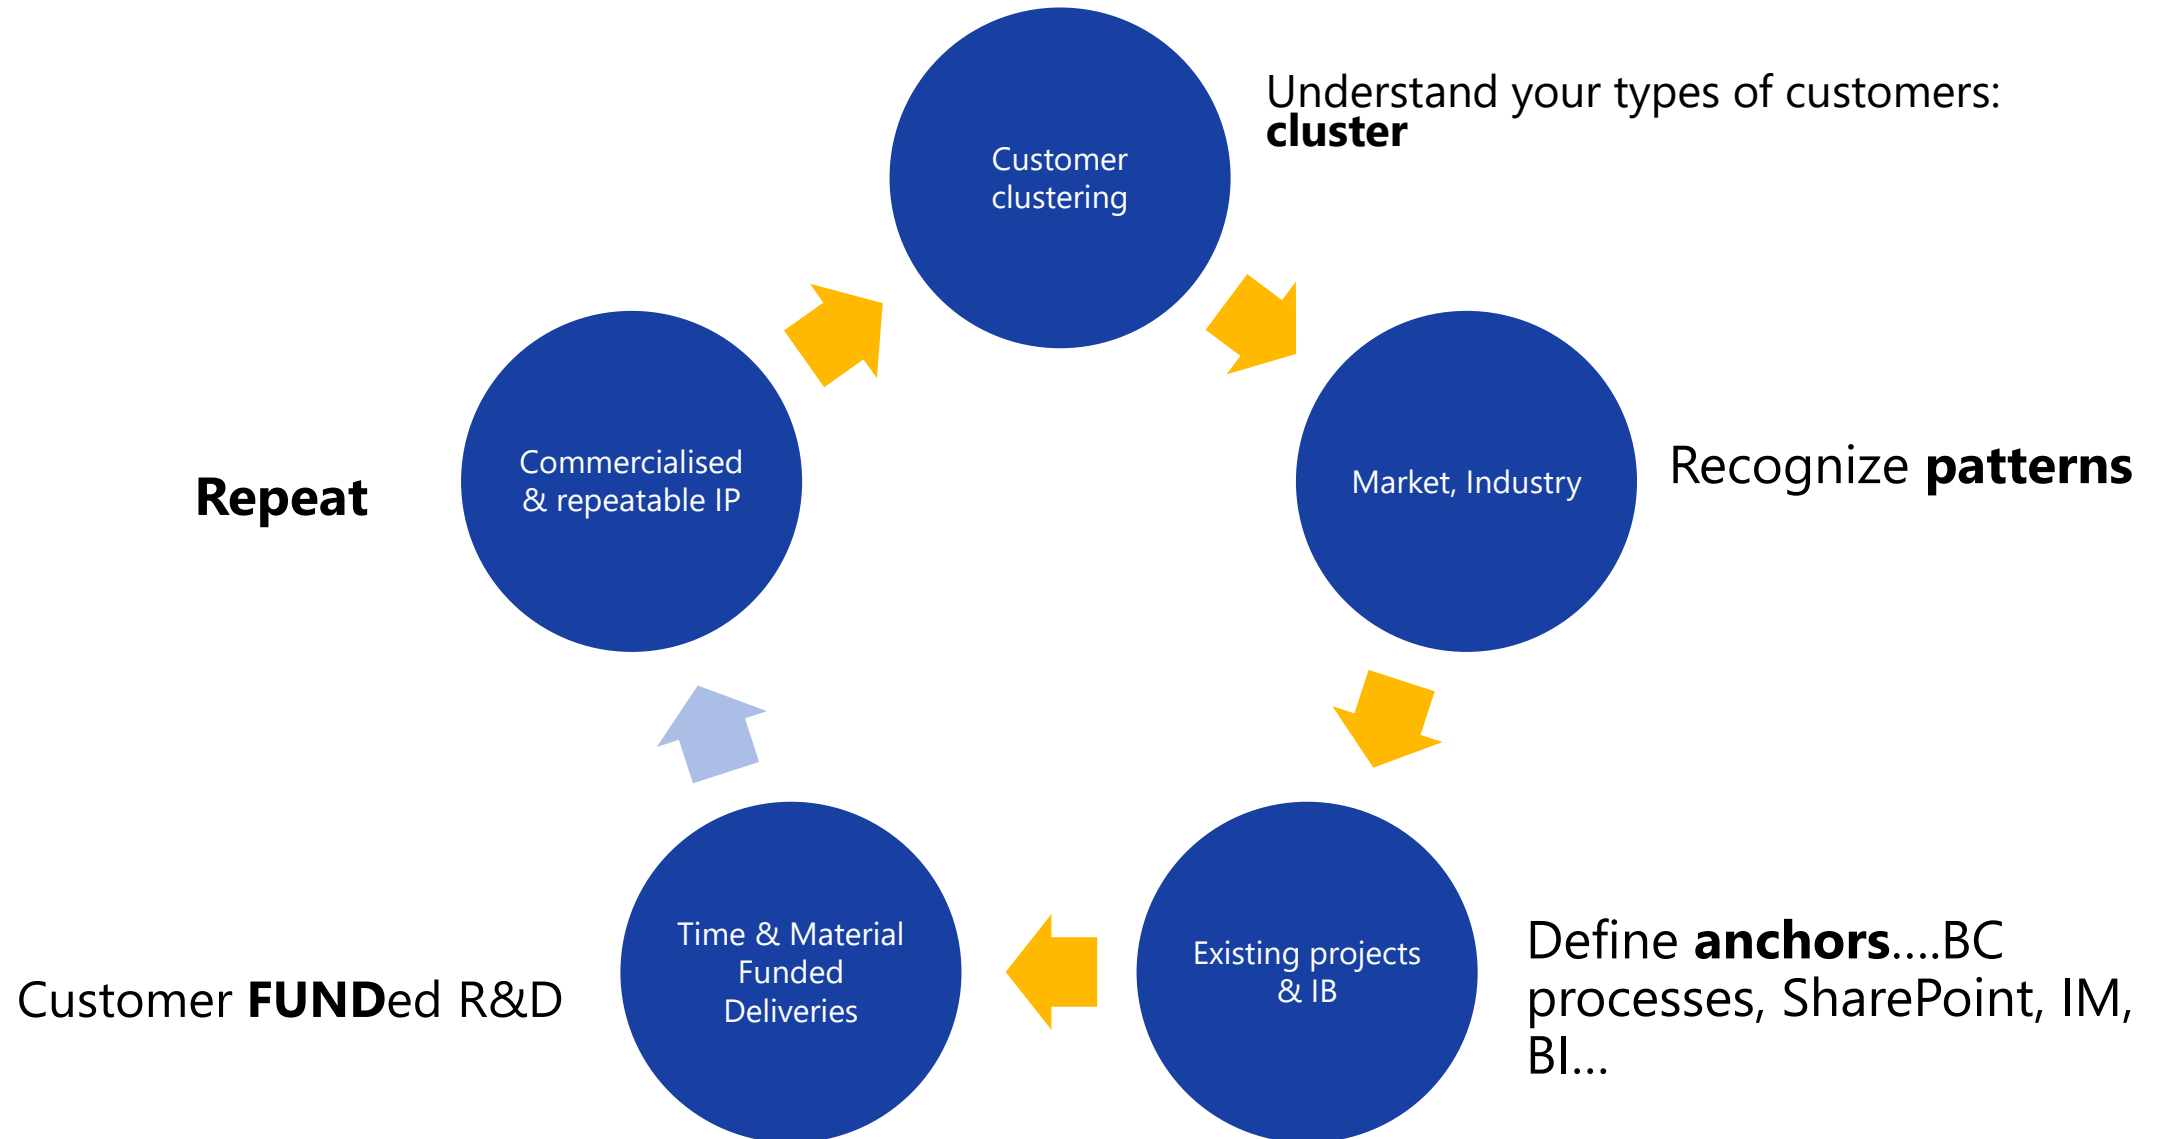 Customer
clustering
Understand your types of customers:
cluster
Market, Industry
Recognize patterns
Existing projects
& IB
Define anchors....BC
processes, SharePoint, IM,
BI...
Time & Material
Funded
Deliveries
Customer FUNDed R&D
Commercialised
& repeatable IP
Repeat